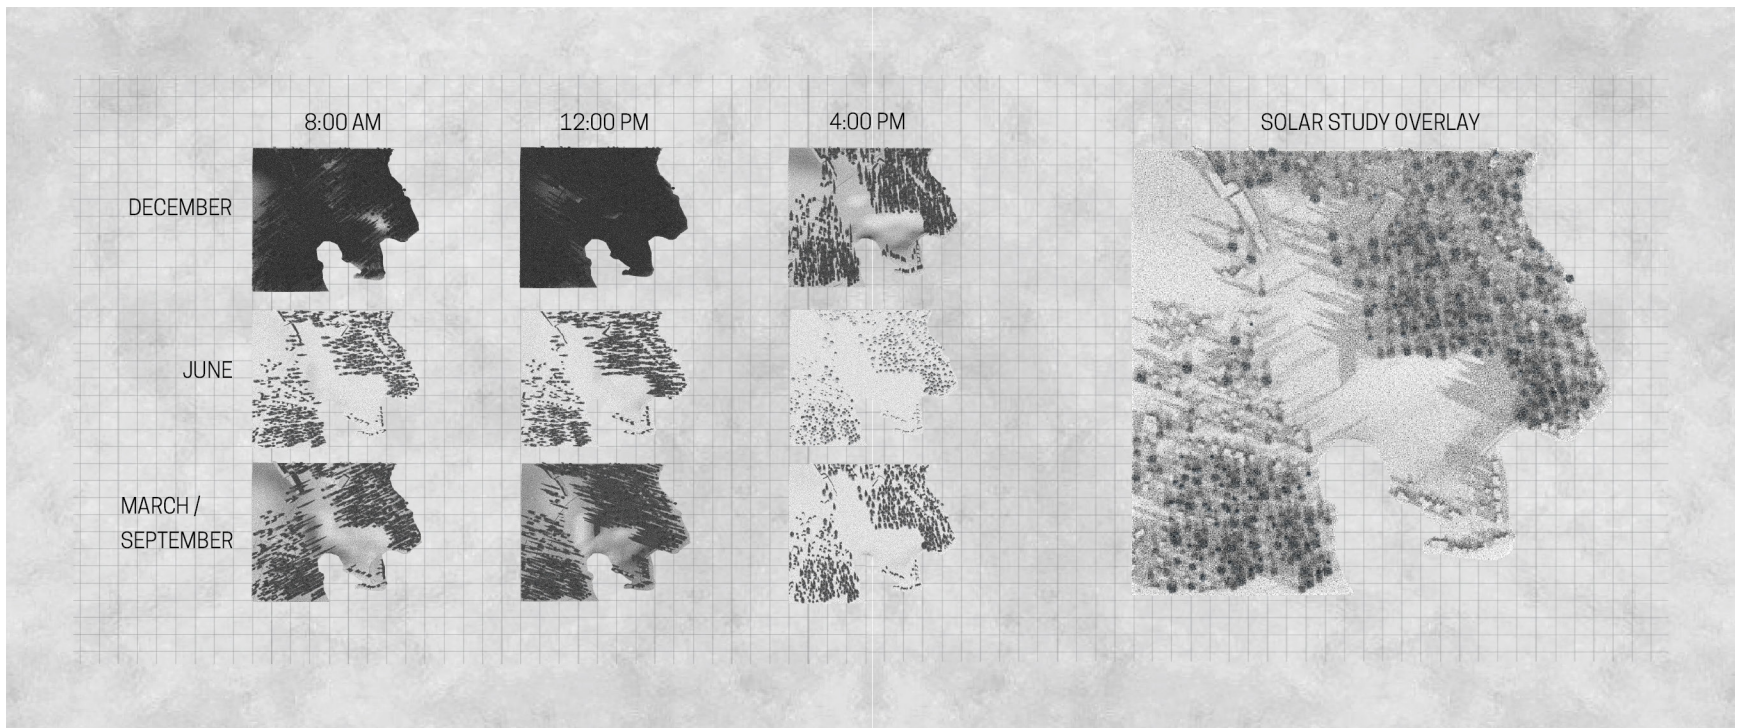 8:00 AM
12:00 PM
4:00 PM
SOLAR STUDY OVERLAY
DECEMBER
JUNE
MARCH /
SEPTEMBER